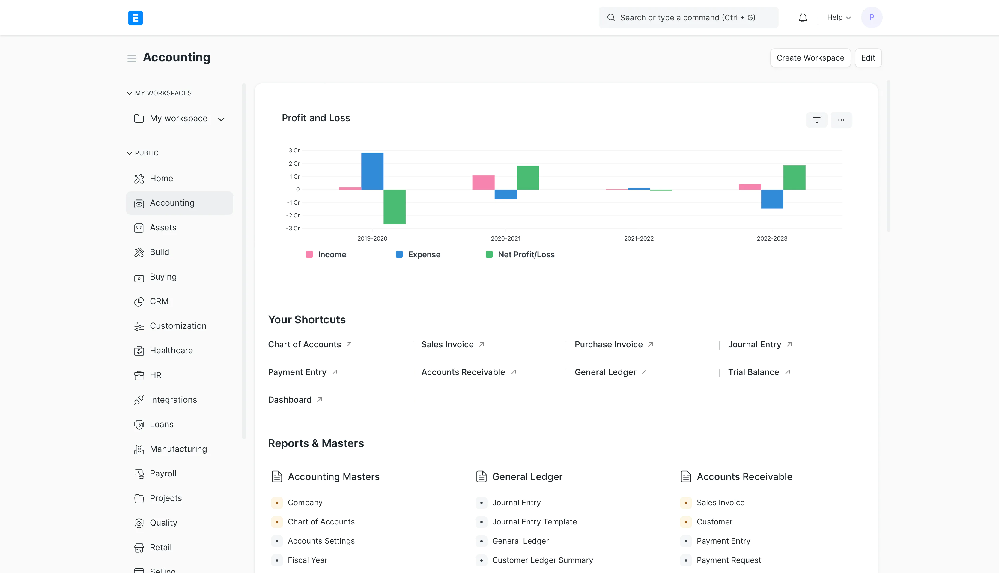 E
Search or type a command (Ctrl + G)
Help
P
Accounting
Create Workspace
Edit
MY WORKSPACES
My workspace
PUBLIC
Home
Accounting
Assets
Build
Buying
CRM
Customization
Healthcare
HR
Integrations
Loans
Manufacturing
Payroll
Projects
Quality
Retail
Selling
Profit and Loss
3 Cr
2 Cr
1 Cr
0
-1 Cr
-2 Cr
-3 Cr
2019-2020 2020-2021 2021-2022 2022-2023
Income Expense Net Profit/Loss
Your Shortcuts
Chart of Accounts Sales Invoice Purchase Invoice Journal Entry
Payment Entry Accounts Receivable General Ledger Trial Balance
Dashboard
Reports & Masters
Accounting Masters
Company
Chart of Accounts
Accounts Settings
Fiscal Year
General Ledger
Journal Entry
Journal Entry Template
General Ledger
Customer Ledger Summary
Accounts Receivable
Sales Invoice
Customer
Payment Entry
Payment Request